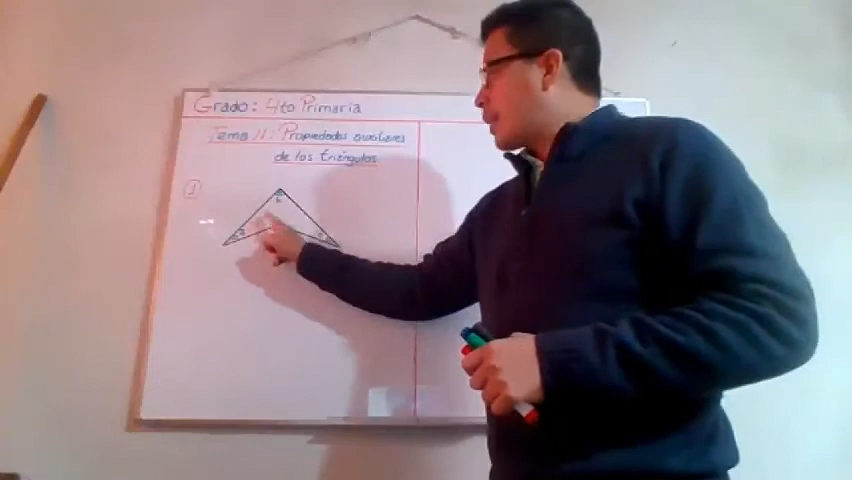 Grado: 4to Primaria
Tema 11: Propiedades auxiliares
de los triángulos
1